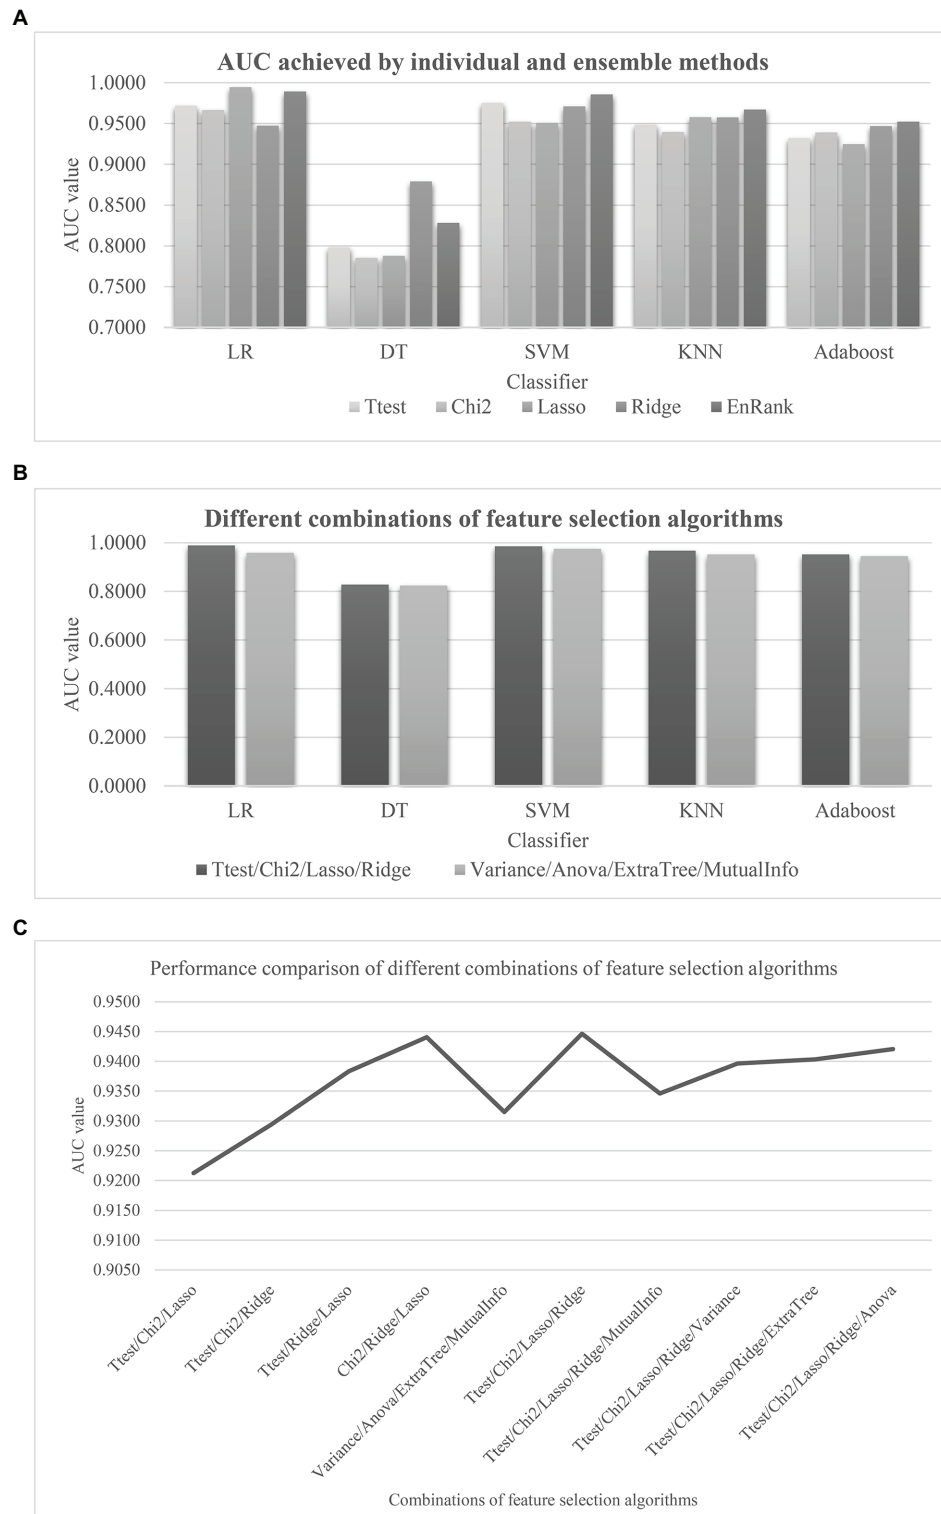 A
AUC achieved by individual and ensemble methods
1.0000
0.9500
0.9000
0.8500
0.8000
0.7500
0.7000
AUC value
LR DT SVM KNN Adaboost
Classifier
Ttest Chi2 Lasso Ridge EnRank
B
Different combinations of feature selection algorithms
1.0000
0.8000
0.6000
0.4000
0.2000
0.0000
AUC value
LR DT SVM KNN Adaboost
Classifier
Ttest/Chi2/Lasso/Ridge Variance/Anova/ExtraTree/MutualInfo
C
Performance comparison of different combinations of feature selection algorithms
0.9500
0.9450
0.9400
0.9350
0.9300
0.9250
0.9200
0.9150
0.9100
0.9050
AUC value
Ttest/Chi2/Lasso
Ttest/Chi2/Ridge
Ttest/Ridge/Lasso
Chi2/Ridge/Lasso
Variance/Anova/ExtraTree/MutualInfo
Ttest/Chi2/Lasso/Ridge
Ttest/Chi2/Lasso/Ridge/MutualInfo
Ttest/Chi2/Lasso/Ridge/Variance
Ttest/Chi2/Lasso/Ridge/ExtraTree
Ttest/Chi2/Lasso/Ridge/Anova
Combinations of feature selection algorithms